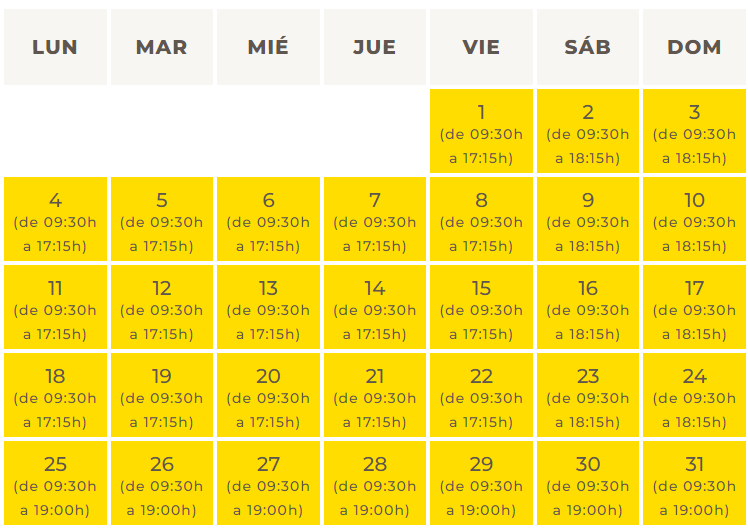 LUN MAR MIÉ JUE VIE SÁB DOM
1 2 3
(de 09:30h (de 09:30h (de 09:30h
a 17:15h) a 18:15h) a 18:15h)
4 5 6 7 8 9 10
(de 09:30h (de 09:30h (de 09:30h (de 09:30h (de 09:30h (de 09:30h (de 09:30h
a 17:15h) a 17:15h) a 17:15h) a 17:15h) a 17:15h) a 18:15h) a 18:15h)
11 12 13 14 15 16 17
(de 09:30h (de 09:30h (de 09:30h (de 09:30h (de 09:30h (de 09:30h (de 09:30h
a 17:15h) a 17:15h) a 17:15h) a 17:15h) a 17:15h) a 18:15h) a 18:15h)
18 19 20 21 22 23 24
(de 09:30h (de 09:30h (de 09:30h (de 09:30h (de 09:30h (de 09:30h (de 09:30h
a 17:15h) a 17:15h) a 17:15h) a 17:15h) a 17:15h) a 18:15h) a 18:15h)
25 26 27 28 29 30 31
(de 09:30h (de 09:30h (de 09:30h (de 09:30h (de 09:30h (de 09:30h (de 09:30h
a 19:00h) a 19:00h) a 19:00h) a 19:00h) a 19:00h) a 19:00h) a 19:00h)